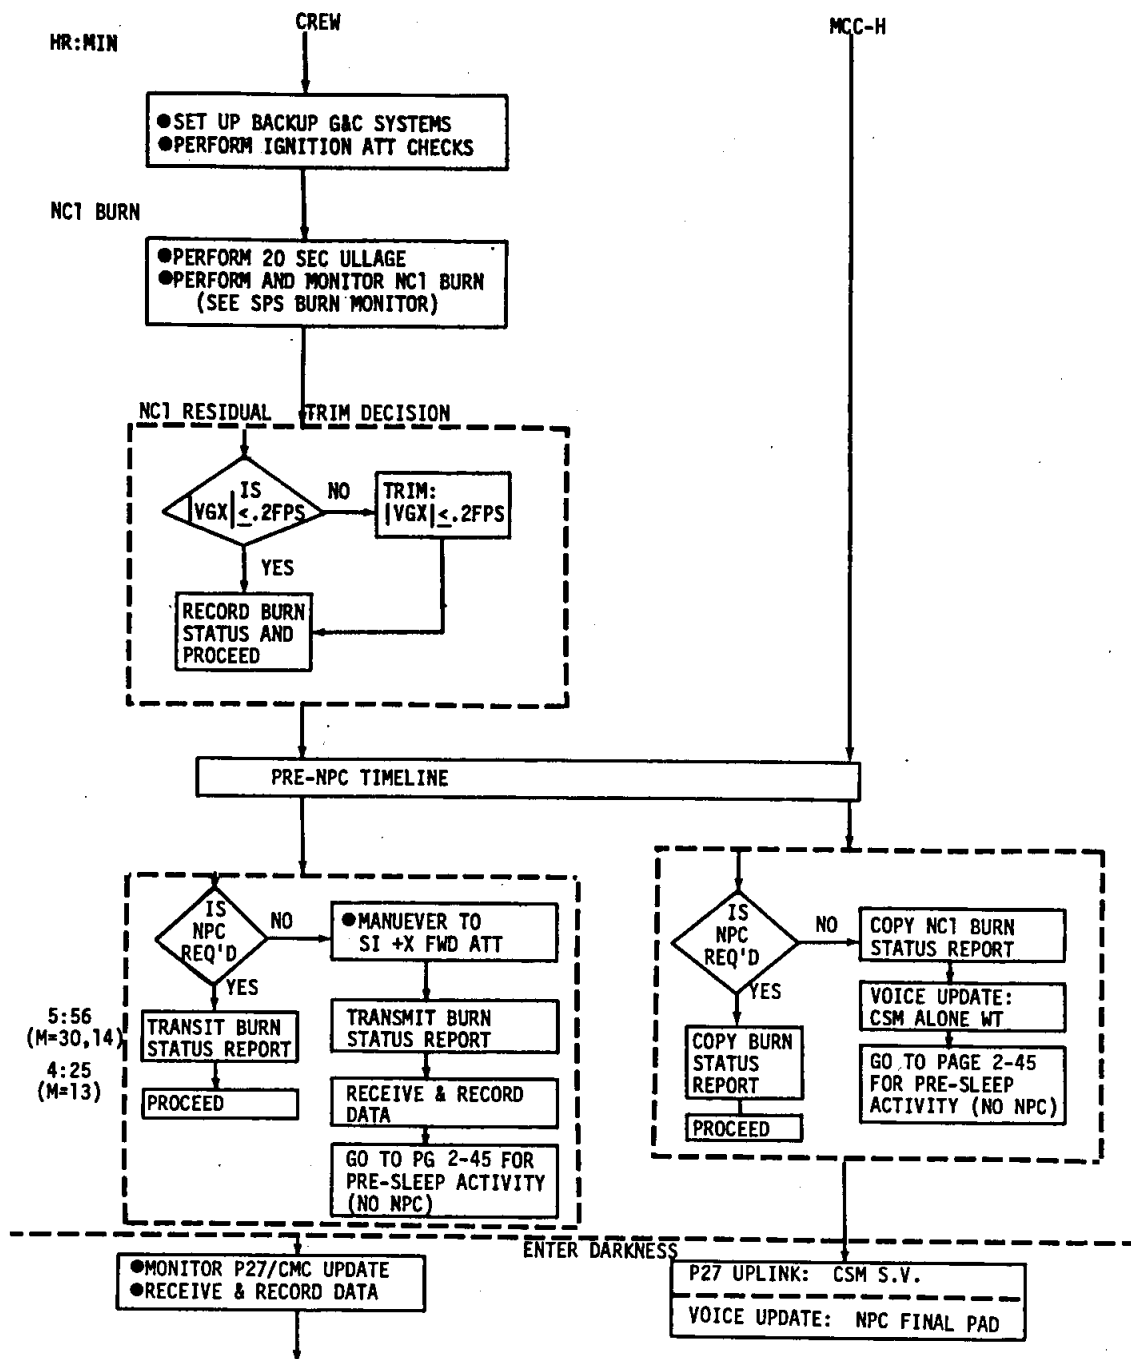 CREW
MCC-H
HR:MIN
●SET UP BACKUP G&C SYSTEMS
●PERFORM IGNITION ATT CHECKS
NC1 BURN
●PERFORM 20 SEC ULLAGE
●PERFORM AND MONITOR NC1 BURN
(SEE SPS BURN MONITOR)
NC1 RESIDUAL TRIM DECISION
IS
|VGX|≤.2FPS
NO
TRIM:
|VGX|≤.2FPS
YES
RECORD BURN
STATUS AND
PROCEED
PRE-NPC TIMELINE
IS
NPC
REQ'D
NO
●MANUEVER TO
SI +X FWD ATT
YES
5:56
(M=30,14)
4:25
(M=13)
TRANSIT BURN
STATUS REPORT
PROCEED
TRANSMIT BURN
STATUS REPORT
RECEIVE & RECORD
DATA
GO TO PG 2-45 FOR
PRE-SLEEP ACTIVITY
(NO NPC)
IS
NPC
REQ'D
NO
COPY NC1 BURN
STATUS REPORT
YES
VOICE UPDATE:
CSM ALONE WT
COPY BURN
STATUS
REPORT
PROCEED
GO TO PAGE 2-45
FOR PRE-SLEEP
ACTIVITY (NO NPC)
ENTER DARKNESS
●MONITOR P27/CMC UPDATE
●RECEIVE & RECORD DATA
P27 UPLINK: CSM S.V.
VOICE UPDATE: NPC FINAL PAD